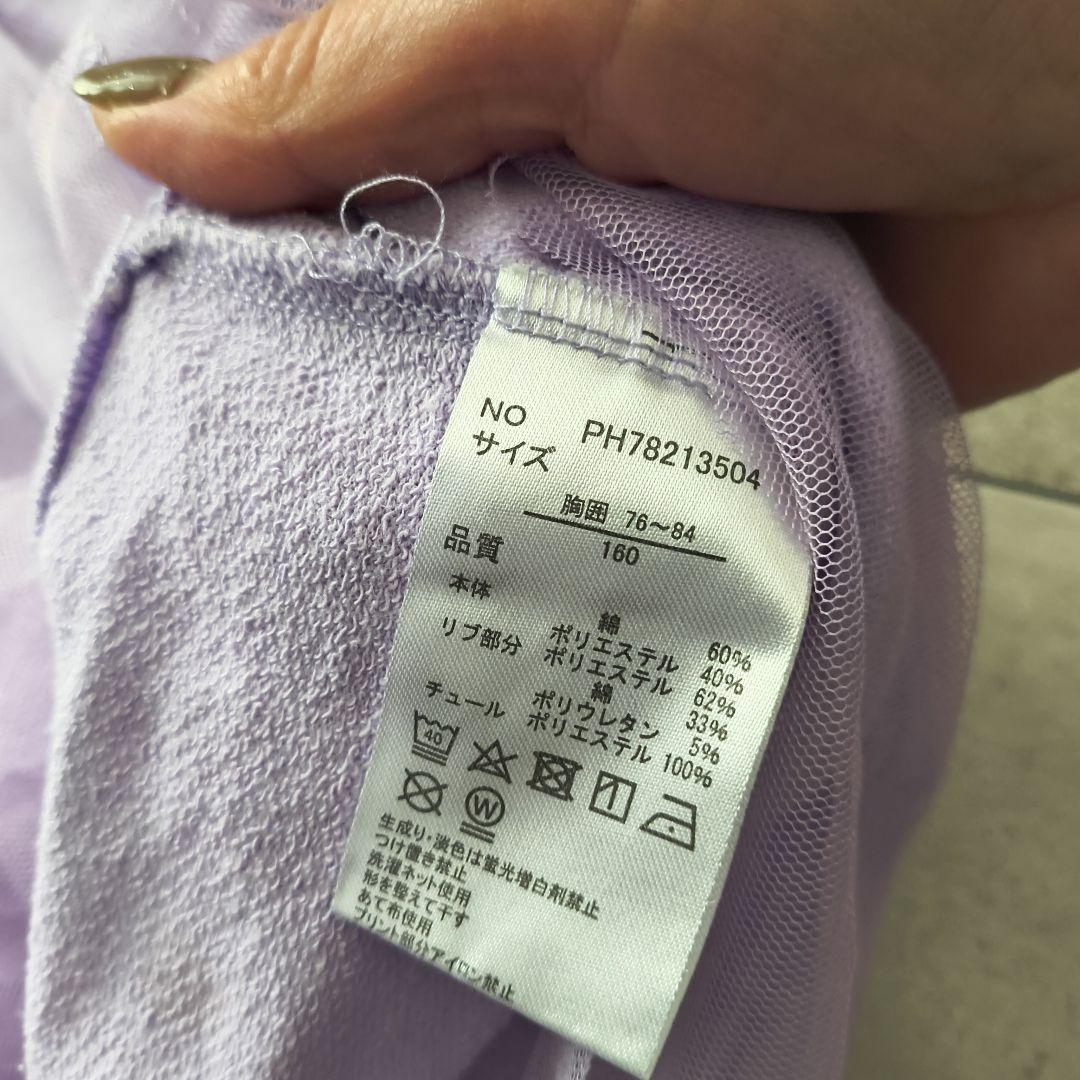 NO PH78213504
サイズ
胸囲 76～84
160
品質
本体 綿 60%
ポリエステル 40%
リブ部分 ポリエステル 62%
綿 33%
ポリウレタン 5%
チュール ポリエステル 100%
40
W
生成り・淡色は蛍光増白剤禁止
つけ置き禁止
洗濯ネット使用
形を整えて干す
あて布使用
プリント部分アイロン禁止